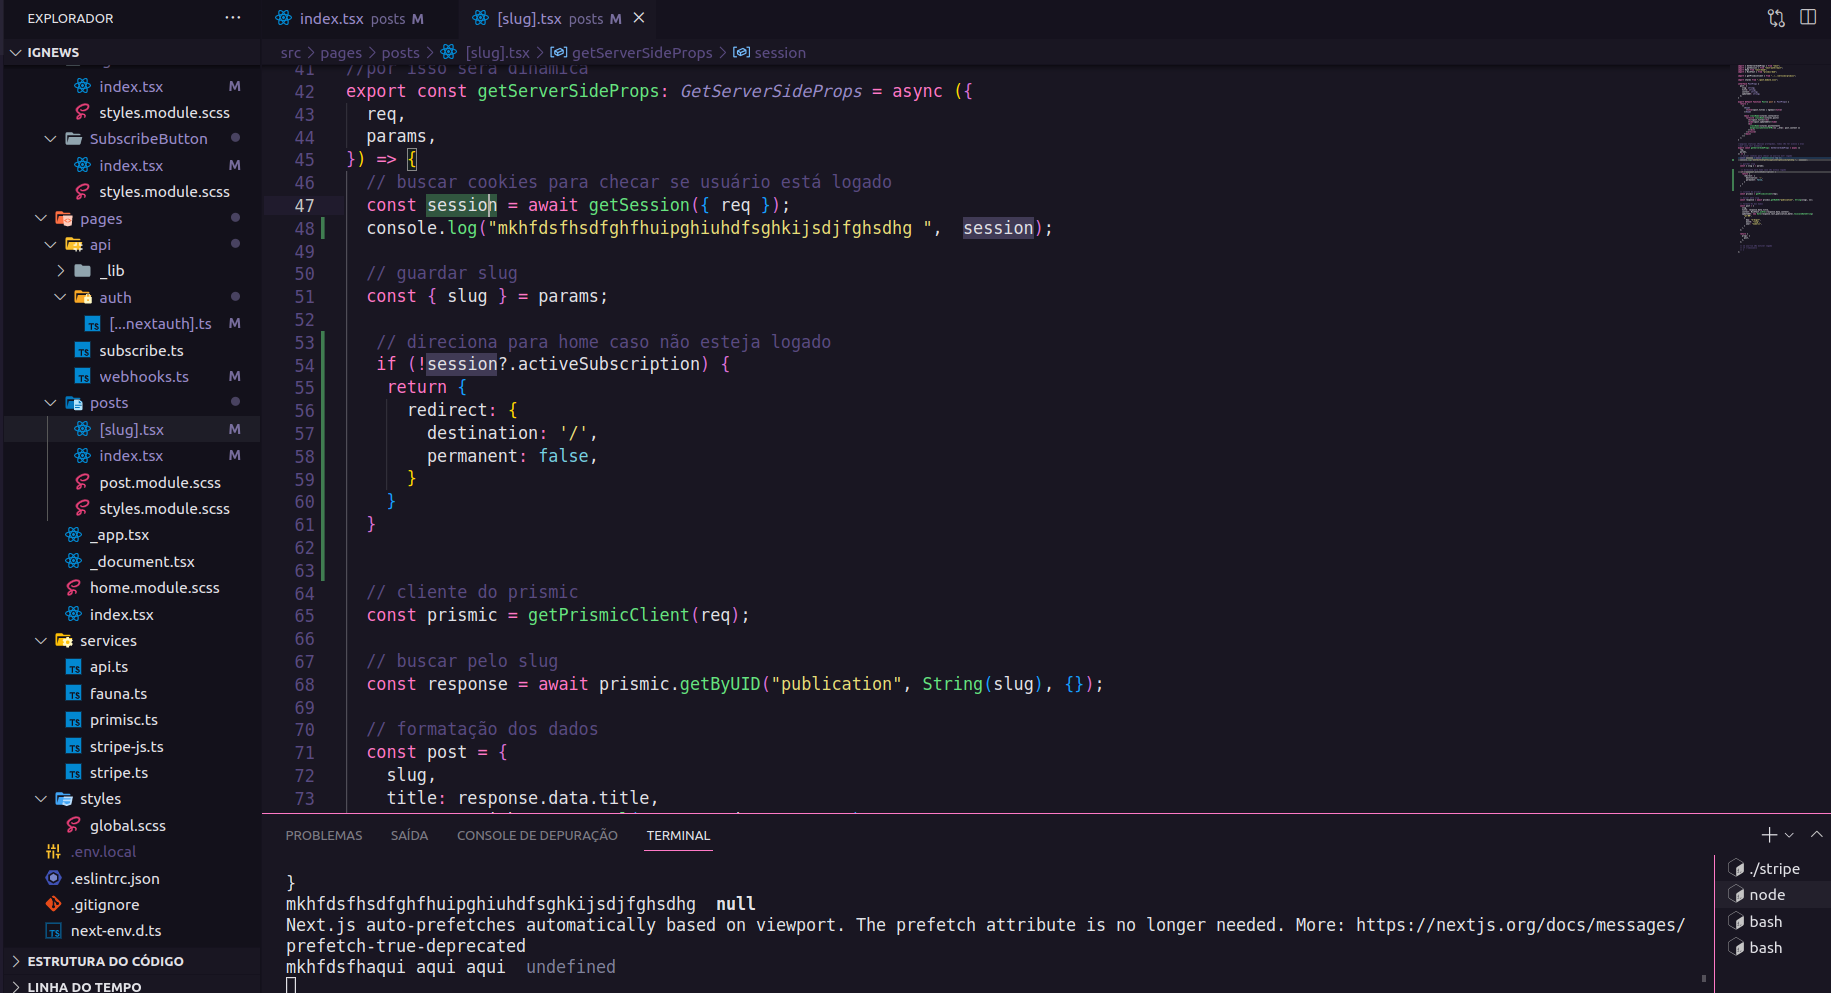 EXPLORADOR
IGNEWS
index.tsx M
styles.module.scss
SubscribeButton
index.tsx
styles.module.scss
pages
api
_lib
auth
[...nextauth].ts M
subscribe.ts
webhooks.ts M
posts
[slug].tsx M
index.tsx M
post.module.scss
styles.module.scss
_app.tsx
_document.tsx
home.module.scss
index.tsx
services
api.ts
fauna.ts
primisc.ts
stripe-js.ts
stripe.ts
styles
global.scss
.env.local
.eslintrc.json
.gitignore
next-env.d.ts
ESTRUTURA DO CÓDIGO
LINHA DO TEMPO
index.tsx posts M
[slug].tsx posts M
src > pages > posts > [slug].tsx > getServerSideProps > session
41 //por isso será dinâmica
42 export const getServerSideProps: GetServerSideProps = async ({
43 req,
44 params,
45 }) => {
46 // buscar cookies para checar se usuário está logado
47 const session = await getSession({ req });
48 console.log("mkhfdsfhsdfghfhuipghiuhdfsghkijsdjfghsdhg ", session);
49
50 // guardar slug
51 const { slug } = params;
52
53 // direciona para home caso não esteja logado
54 if (!session?.activeSubscription) {
55 return {
56 redirect: {
57 destination: '/',
58 permanent: false,
59 }
60 }
61 }
62
63
64 // cliente do prismic
65 const prismic = getPrismicClient(req);
66
67 // buscar pelo slug
68 const response = await prismic.getByUID("publication", String(slug), {});
69
70 // formatação dos dados
71 const post = {
72 slug,
73 title: response.data.title,
PROBLEMAS SAÍDA CONSOLE DE DEPURAÇÃO TERMINAL
}
mkhfdsfhsdfghfhuipghiuhdfsghkijsdjfghsdhg null
Next.js auto-prefetches automatically based on viewport. The prefetch attribute is no longer needed. More: https://nextjs.org/docs/messages/
prefetch-true-deprecated
mkhfdsfhaqui aqui aqui undefined
./stripe
node
bash
bash